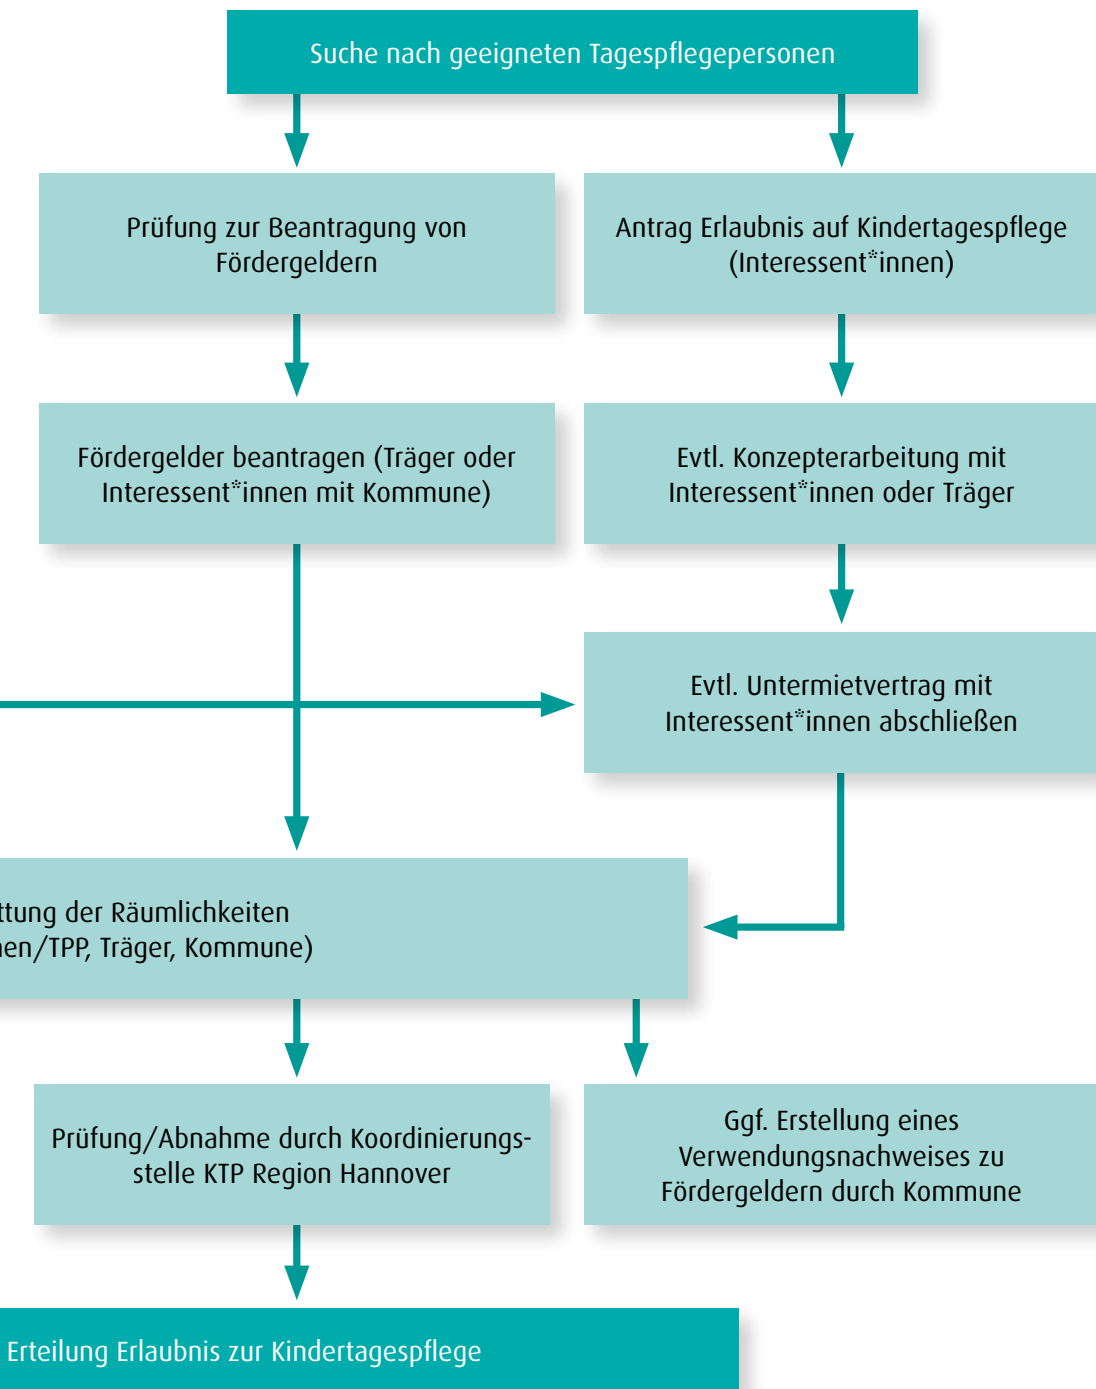 Suche nach geeigneten Tagespflegepersonen
Prüfung zur Beantragung von
Fördergeldern
Antrag Erlaubnis auf Kindertagespflege
(Interessent*innen)
Fördergelder beantragen (Träger oder
Interessent*innen mit Kommune)
Evtl. Konzepterarbeitung mit
Interessent*innen oder Träger
Evtl. Untermietvertrag mit
Interessent*innen abschließen
ttung der Räumlichkeiten
nen/TPP, Träger, Kommune)
Prüfung/Abnahme durch Koordinierungs-
stelle KTP Region Hannover
Ggf. Erstellung eines
Verwendungsnachweises zu
Fördergeldern durch Kommune
Erteilung Erlaubnis zur Kindertagespflege